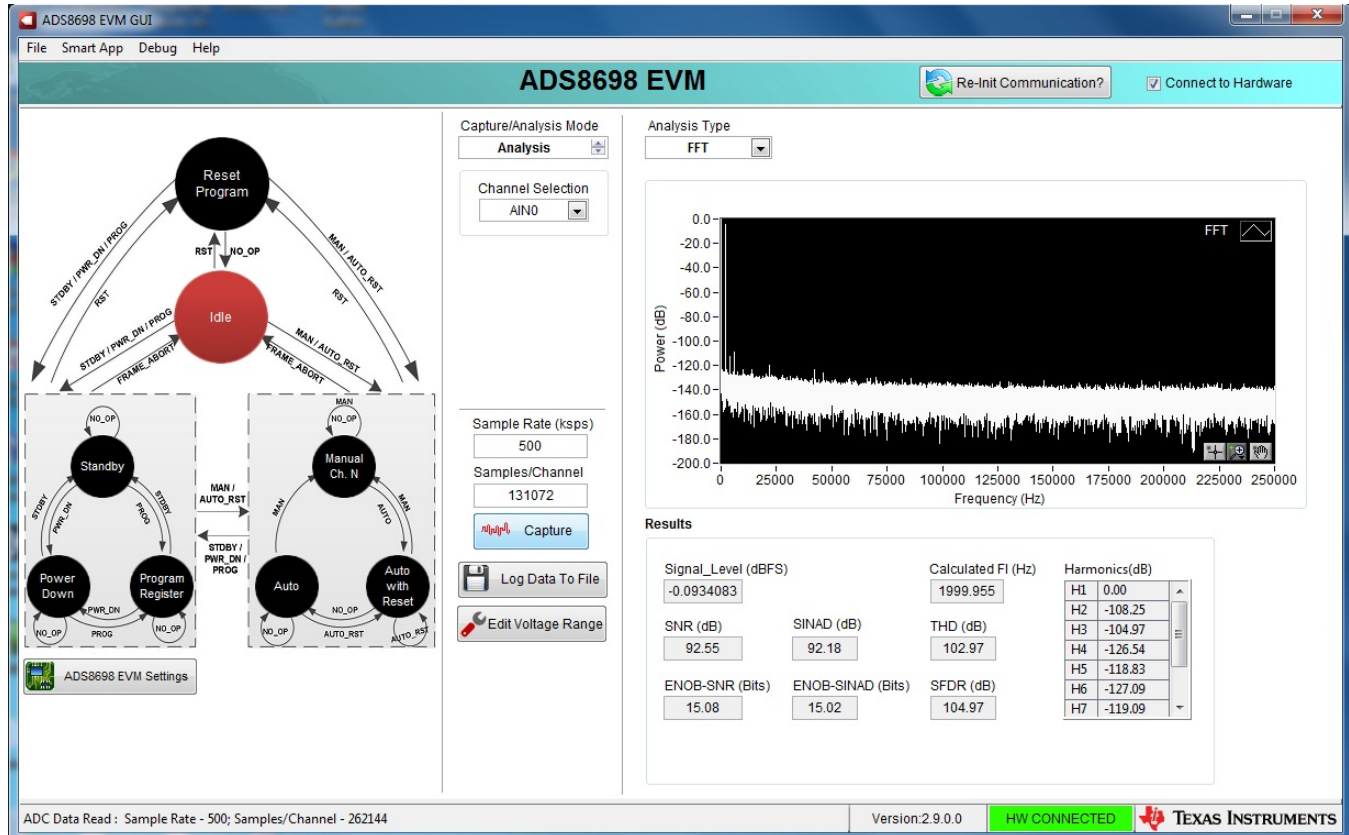 ADS8698 EVM GUI
File Smart App Debug Help
ADS8698 EVM
Re-Init Communication?
Connect to Hardware
Reset
Program
STDBY / PWR_DN / PROG
RST
RST
NO_OP
MAN / AUTO_RST
RST
Idle
STDBY / PWR_DN / PROG
FRAME_ABORT
MAN / AUTO_RST
FRAME_ABORT
NO_OP
Standby
STDBY
PWR_DN
PROG
STDBY
Power
Down
Program
Register
PWR_DN
PROG
NO_OP
NO_OP
MAN /
AUTO_RST
STDBY /
PWR_DN /
PROG
MAN
NO_OP
Manual
Ch. N
MAN
AUTO
MAN
Auto
Auto
with
Reset
NO_OP
AUTO_RST
NO_OP
AUTO_RST
ADS8698 EVM Settings
Capture/Analysis Mode
Analysis
Channel Selection
AIN0
Sample Rate (ksps)
500
Samples/Channel
131072
Capture
Log Data To File
Edit Voltage Range
Analysis Type
FFT
FFT
Power (dB)
0.0
-20.0
-40.0
-60.0
-80.0
-100.0
-120.0
-140.0
-160.0
-180.0
-200.0
0 25000 50000 75000 100000 125000 150000 175000 200000 225000 250000
Frequency (Hz)
Results
Signal_Level (dBFS)
-0.0934083
Calculated FI (Hz)
1999.955
SNR (dB)
92.55
SINAD (dB)
92.18
THD (dB)
102.97
ENOB-SNR (Bits)
15.08
ENOB-SINAD (Bits)
15.02
SFDR (dB)
104.97
Harmonics(dB)
H1 0.00
H2 -108.25
H3 -104.97
H4 -126.54
H5 -118.83
H6 -127.09
H7 -119.09
ADC Data Read : Sample Rate - 500; Samples/Channel - 262144
Version:2.9.0.0
HW CONNECTED
TEXAS INSTRUMENTS